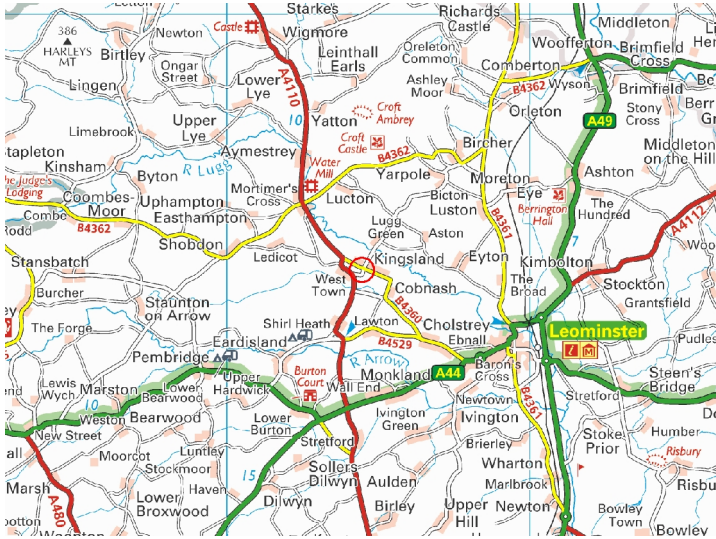 Starke's
Richards
Castle
Middleton
Newton
Castle
Wigmore
386
HARLEYS
MT
Birtley
Leinthall
Earls
Oreleton
Common
Woofferton
Brimfield
Cross
Ongar
Street
Comberton
Lingen
Lower
Lye
A4110
Ashley
Moor
B4362
Wyson
Brimfield
Upper
Lye
10
Yatton
Croft
Ambrey
Orleton
Stony
Cross
A49
Limebrook
Croft
Castle
B4362
Bircher
Middleton
on the Hill
Aymestrey
Kinsham
R Lugg
Water
Mill
Yarpole
Moreton
Ashton
Byton
Mortimer's
Cross
Lucton
Bicton
Luston
Eye
Berrington
Hall
The
Hundred
Lodging
Coombes-
Moor
Uphampton
Easthampton
Combe
B4362
Lugg
Green
Aston
B4361
A4112
Shobdon
7
Stansbatch
Ledicot
Kingsland
Eyton
Kimbolton
Burcher
West
Town
Cobnash
The
Broad
Stockton
Grantsfield
Staunton
on Arrow
B4360
The Forge
Shirl Heath
Lawton
Cholstrey
Leominster
Eardisland
B4529
Ebnall
Pembridge
R Arrow
Monkland
A44
Baron's
Cross
Steen's
Bridge
Lewis
Wych
Marston
Upper
Hardwick
Burton
Court
Wall End
Lower
Bearwood
10
Newtown
B4361
Stretford
Weston
Bearwood
Lower
Burton
Ivington
Green
Ivington
New Street
Stretford
Brierley
Stoke
Prior
Humber
Moorcot
Luntley
Risbury
Stockmoor
Sollers
Dilwyn
Wharton
Marsh
15
Haven
Aulden
Marlbrook
A480
Lower
Broxwood
Dilwyn
Birley
Upper
Hill
Newton
Bowley
Town